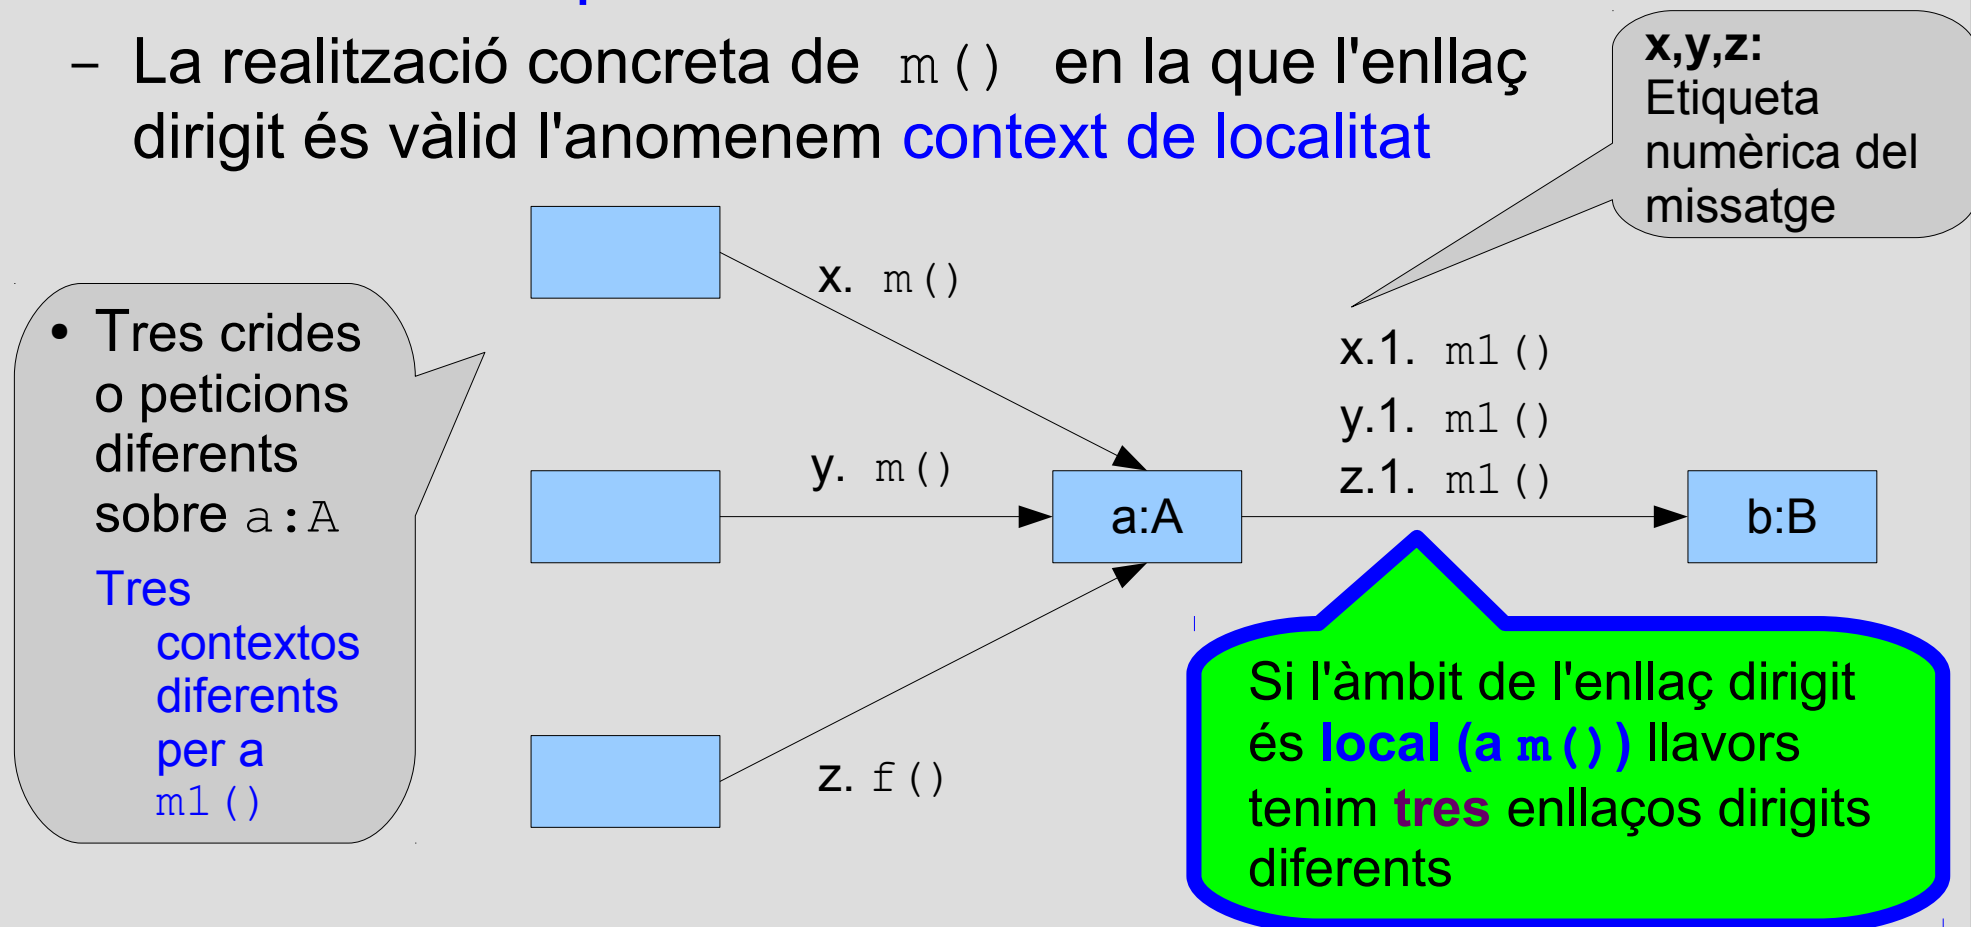 – La realització concreta de m() en la que l'enllaç
dirigit és vàlid l'anomenem context de localitat
x,y,z:
Etiqueta
numèrica del
missatge
• Tres crides
o peticions
diferents
sobre a:A
Tres
contextos
diferents
per a
m1()
x. m()
y. m()
z. f()
a:A
x.1. m1()
y.1. m1()
z.1. m1()
b:B
Si l'àmbit de l'enllaç dirigit
és local (a m()) llavors
tenim tres enllaços dirigits
diferents